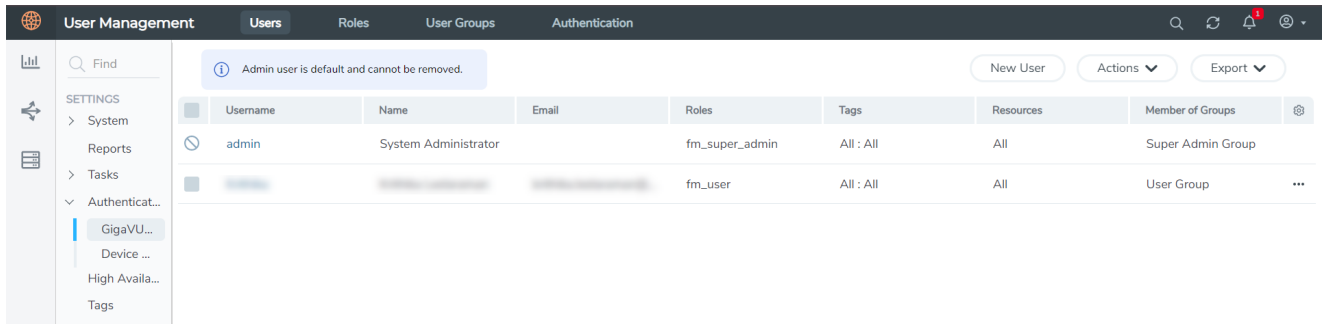 User Management Users Roles User Groups Authentication 1
Find
Admin user is default and cannot be removed. New User Actions Export
SETTINGS
System
Reports
Tasks
Authenticat...
GigaVU...
Device ...
High Availa...
Tags
Username Name Email Roles Tags Resources Member of Groups
admin System Administrator fm_super_admin All : All All Super Admin Group
fm_user All : All All User Group